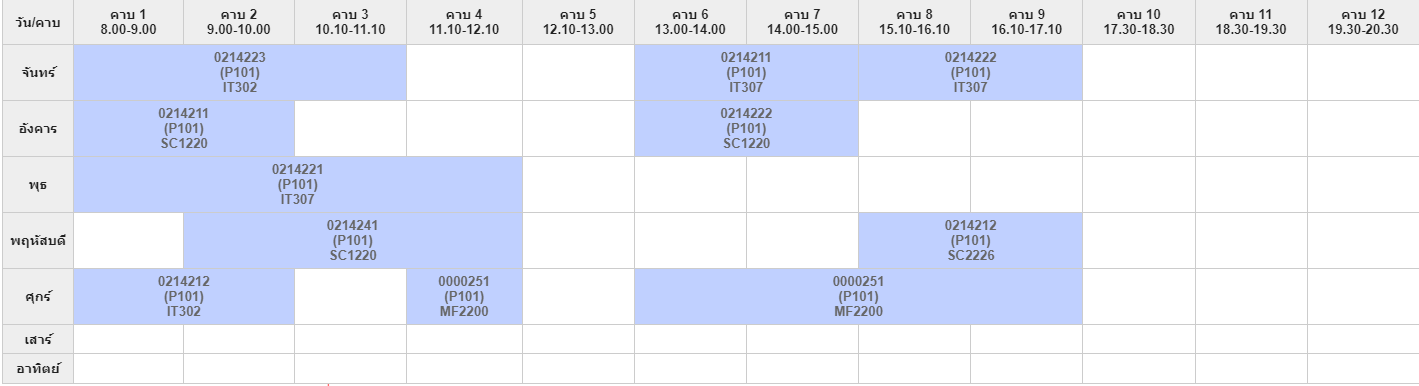 วัน/คาบ
คาบ 1
8.00-9.00
คาบ 2
9.00-10.00
คาบ 3
10.10-11.10
คาบ 4
11.10-12.10
คาบ 5
12.10-13.00
คาบ 6
13.00-14.00
คาบ 7
14.00-15.00
คาบ 8
15.10-16.10
คาบ 9
16.10-17.10
คาบ 10
17.30-18.30
คาบ 11
18.30-19.30
คาบ 12
19.30-20.30
จันทร์
0214223
(P101)
IT302
0214211
(P101)
IT307
0214222
(P101)
IT307
อังคาร
0214211
(P101)
SC1220
0214222
(P101)
SC1220
พุธ
0214221
(P101)
IT307
พฤหัสบดี
0214241
(P101)
SC1220
0214212
(P101)
SC2226
ศุกร์
0214212
(P101)
IT302
0000251
(P101)
MF2200
0000251
(P101)
MF2200
เสาร์
อาทิตย์